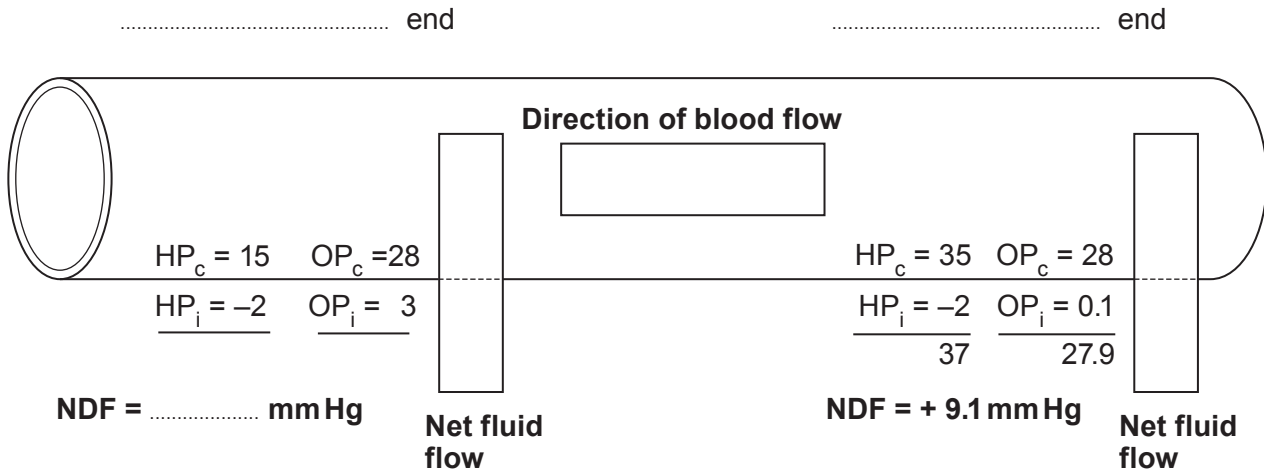 ........................................ end ........................................ end
Direction of blood flow
HPc = 15 OPc =28 HPc = 35 OPc = 28
HPi = –2 OPi = 3 HPi = –2 OPi = 0.1
37 27.9
NDF = .................... mm Hg NDF = + 9.1 mm Hg
Net fluid Net fluid
flow flow